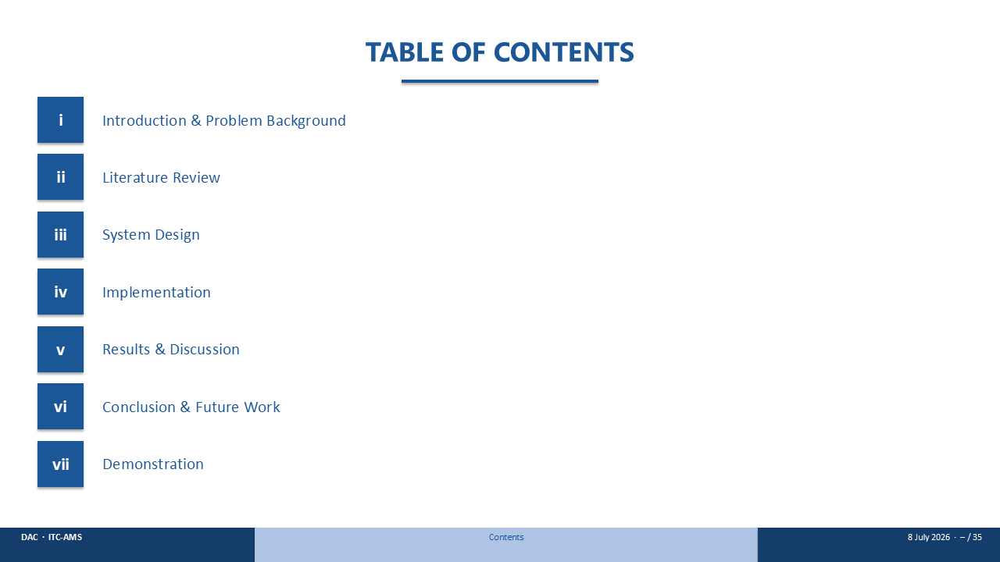 TABLE OF CONTENTS
i Introduction & Problem Background
ii Literature Review
iii System Design
iv Implementation
v Results & Discussion
vi Conclusion & Future Work
vii Demonstration
DAC · ITC-AMS Contents 8 July 2026 · – / 35